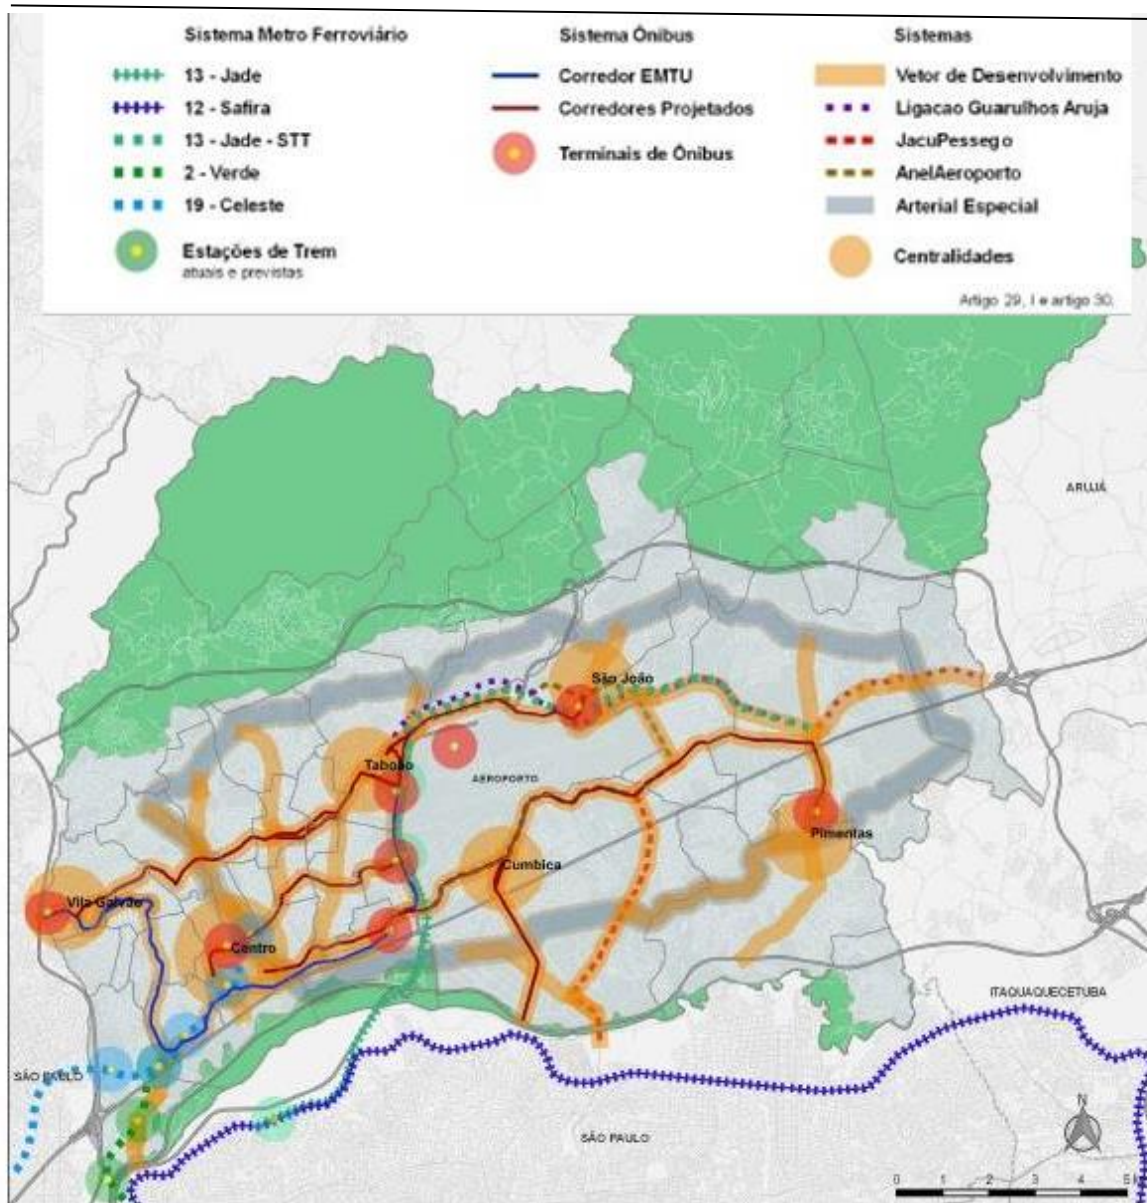 Sistema Metro Ferroviário
13 - Jade
12 - Safira
13 - Jade - STT
2 - Verde
19 - Celeste
Estações de Trem
atuais e previstas
Sistema Ônibus
Corredor EMTU
Corredores Projetados
Terminais de Ônibus
Sistemas
Vetor de Desenvolvimento
Ligacao Guarulhos Aruja
JacuPessego
AnelAeroporto
Arterial Especial
Centralidades
Artigo 29, I e artigo 30.
ARUJÁ
São João
Taboão
AEROPORTO
Pimentas
Cumbica
Vila Galvão
Centro
ITAQUAQUECETUBA
SÃO PAULO
SÃO PAULO
N
0 1 2 3 4 5